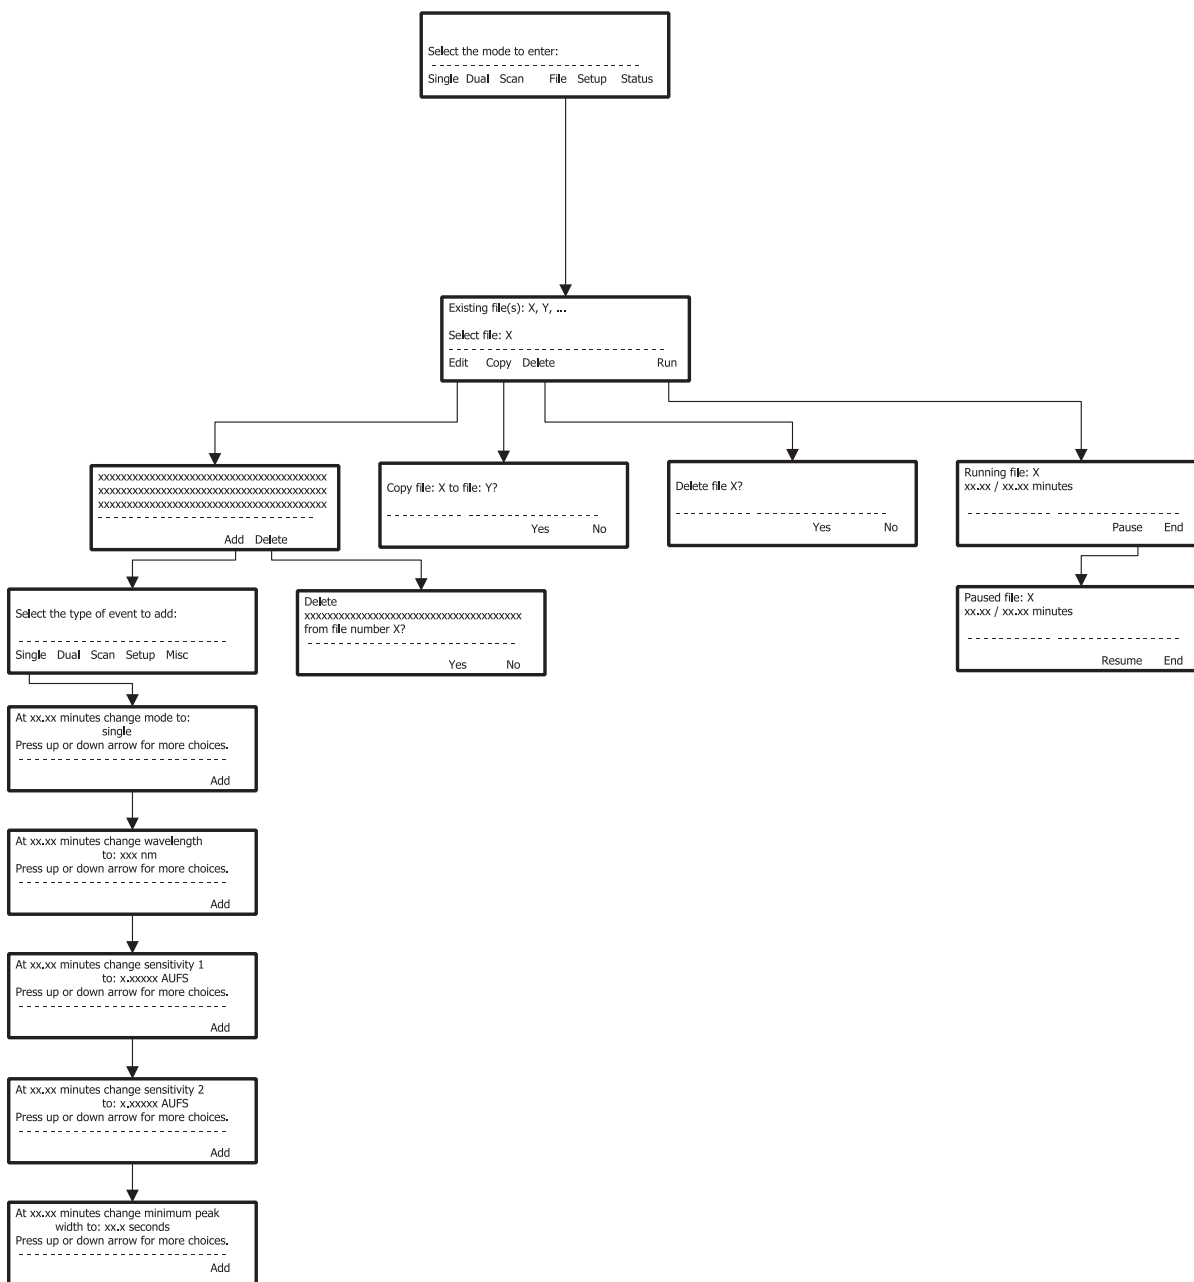 Select the mode to enter:
Single Dual Scan File Setup Status
Existing file(s): X, Y, ...
Select file: X
Edit Copy Delete Run
xxxxxxxxxxxxxxxxxxxxxxxxxxxxxxxxxxxxxxxx
xxxxxxxxxxxxxxxxxxxxxxxxxxxxxxxxxxxxxxxx
xxxxxxxxxxxxxxxxxxxxxxxxxxxxxxxxxxxxxxxx
Add Delete
Copy file: X to file: Y?
Yes No
Delete file X?
Yes No
Running file: X
xx.xx / xx.xx minutes
Pause End
Select the type of event to add:
Single Dual Scan Setup Misc
Delete
xxxxxxxxxxxxxxxxxxxxxxxxxxxxxxxxxxxxxx
from file number X?
Yes No
Paused file: X
xx.xx / xx.xx minutes
Resume End
At xx.xx minutes change mode to:
single
Press up or down arrow for more choices.
Add
At xx.xx minutes change wavelength
to: xxx nm
Press up or down arrow for more choices.
Add
At xx.xx minutes change sensitivity 1
to: x.xxxxx AUFS
Press up or down arrow for more choices.
Add
At xx.xx minutes change sensitivity 2
to: x.xxxxx AUFS
Press up or down arrow for more choices.
Add
At xx.xx minutes change minimum peak
width to: xx.x seconds
Press up or down arrow for more choices.
Add